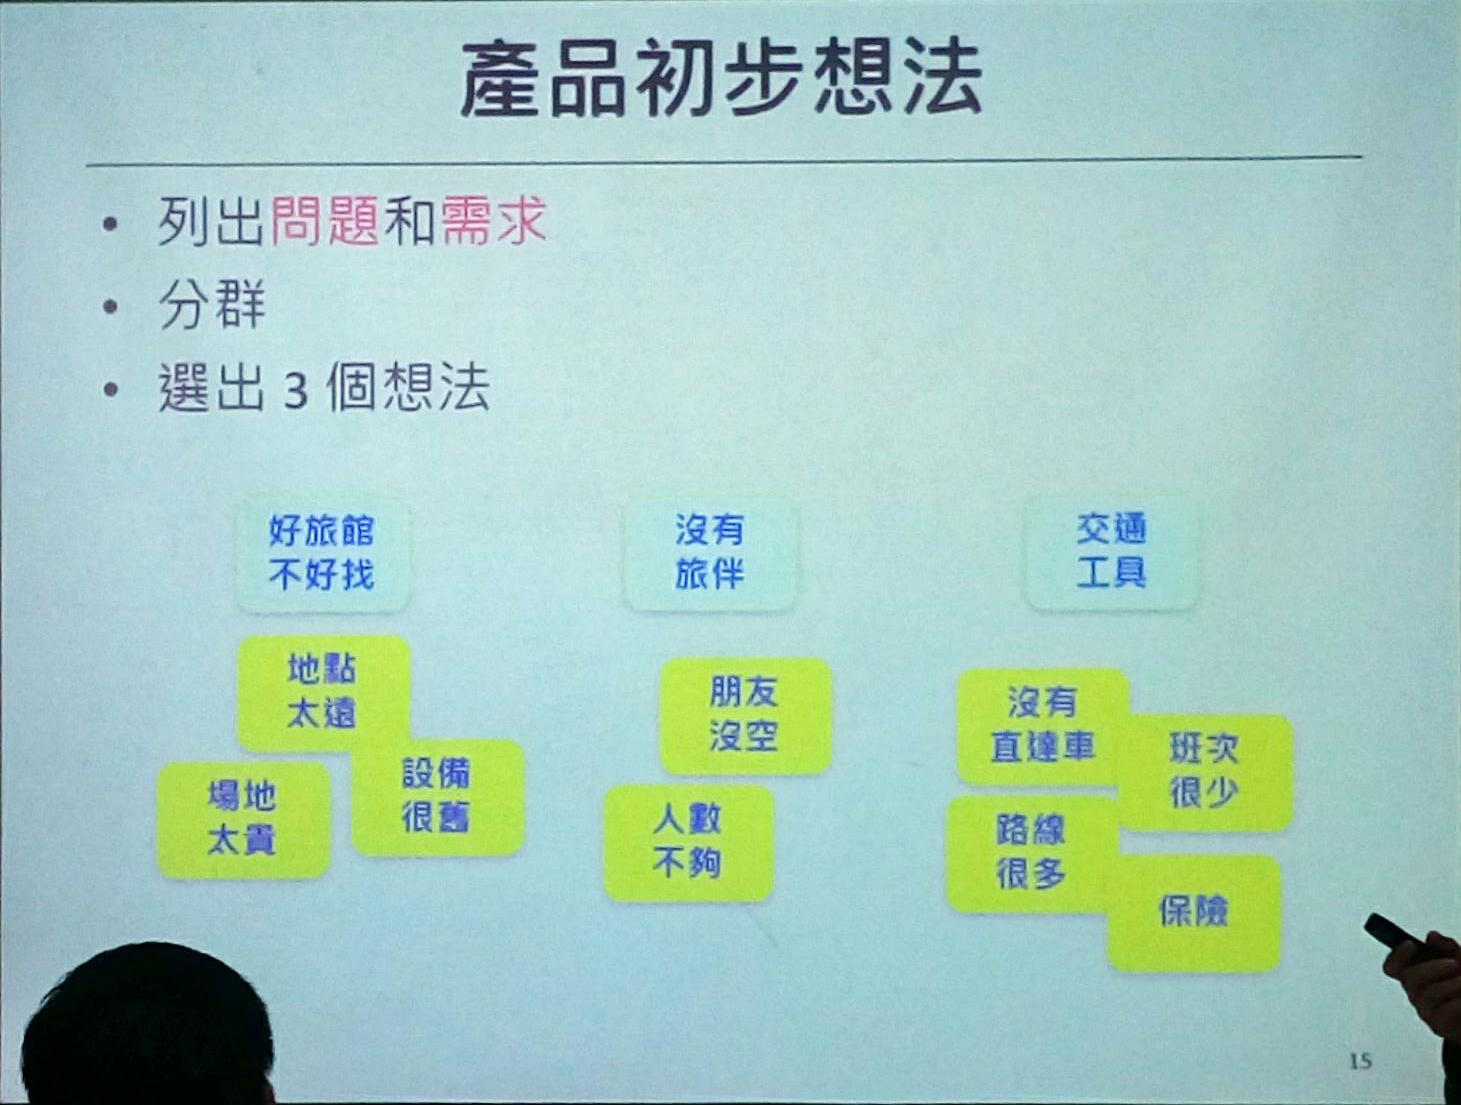 產品初步想法
• 列出問題和需求
• 分群
• 選出 3 個想法
好旅館
不好找
地點
太遠
設備
很舊
場地
太貴
沒有
旅伴
朋友
沒空
人數
不夠
交通
工具
沒有
直達車
班次
很少
路線
很多
保險
15